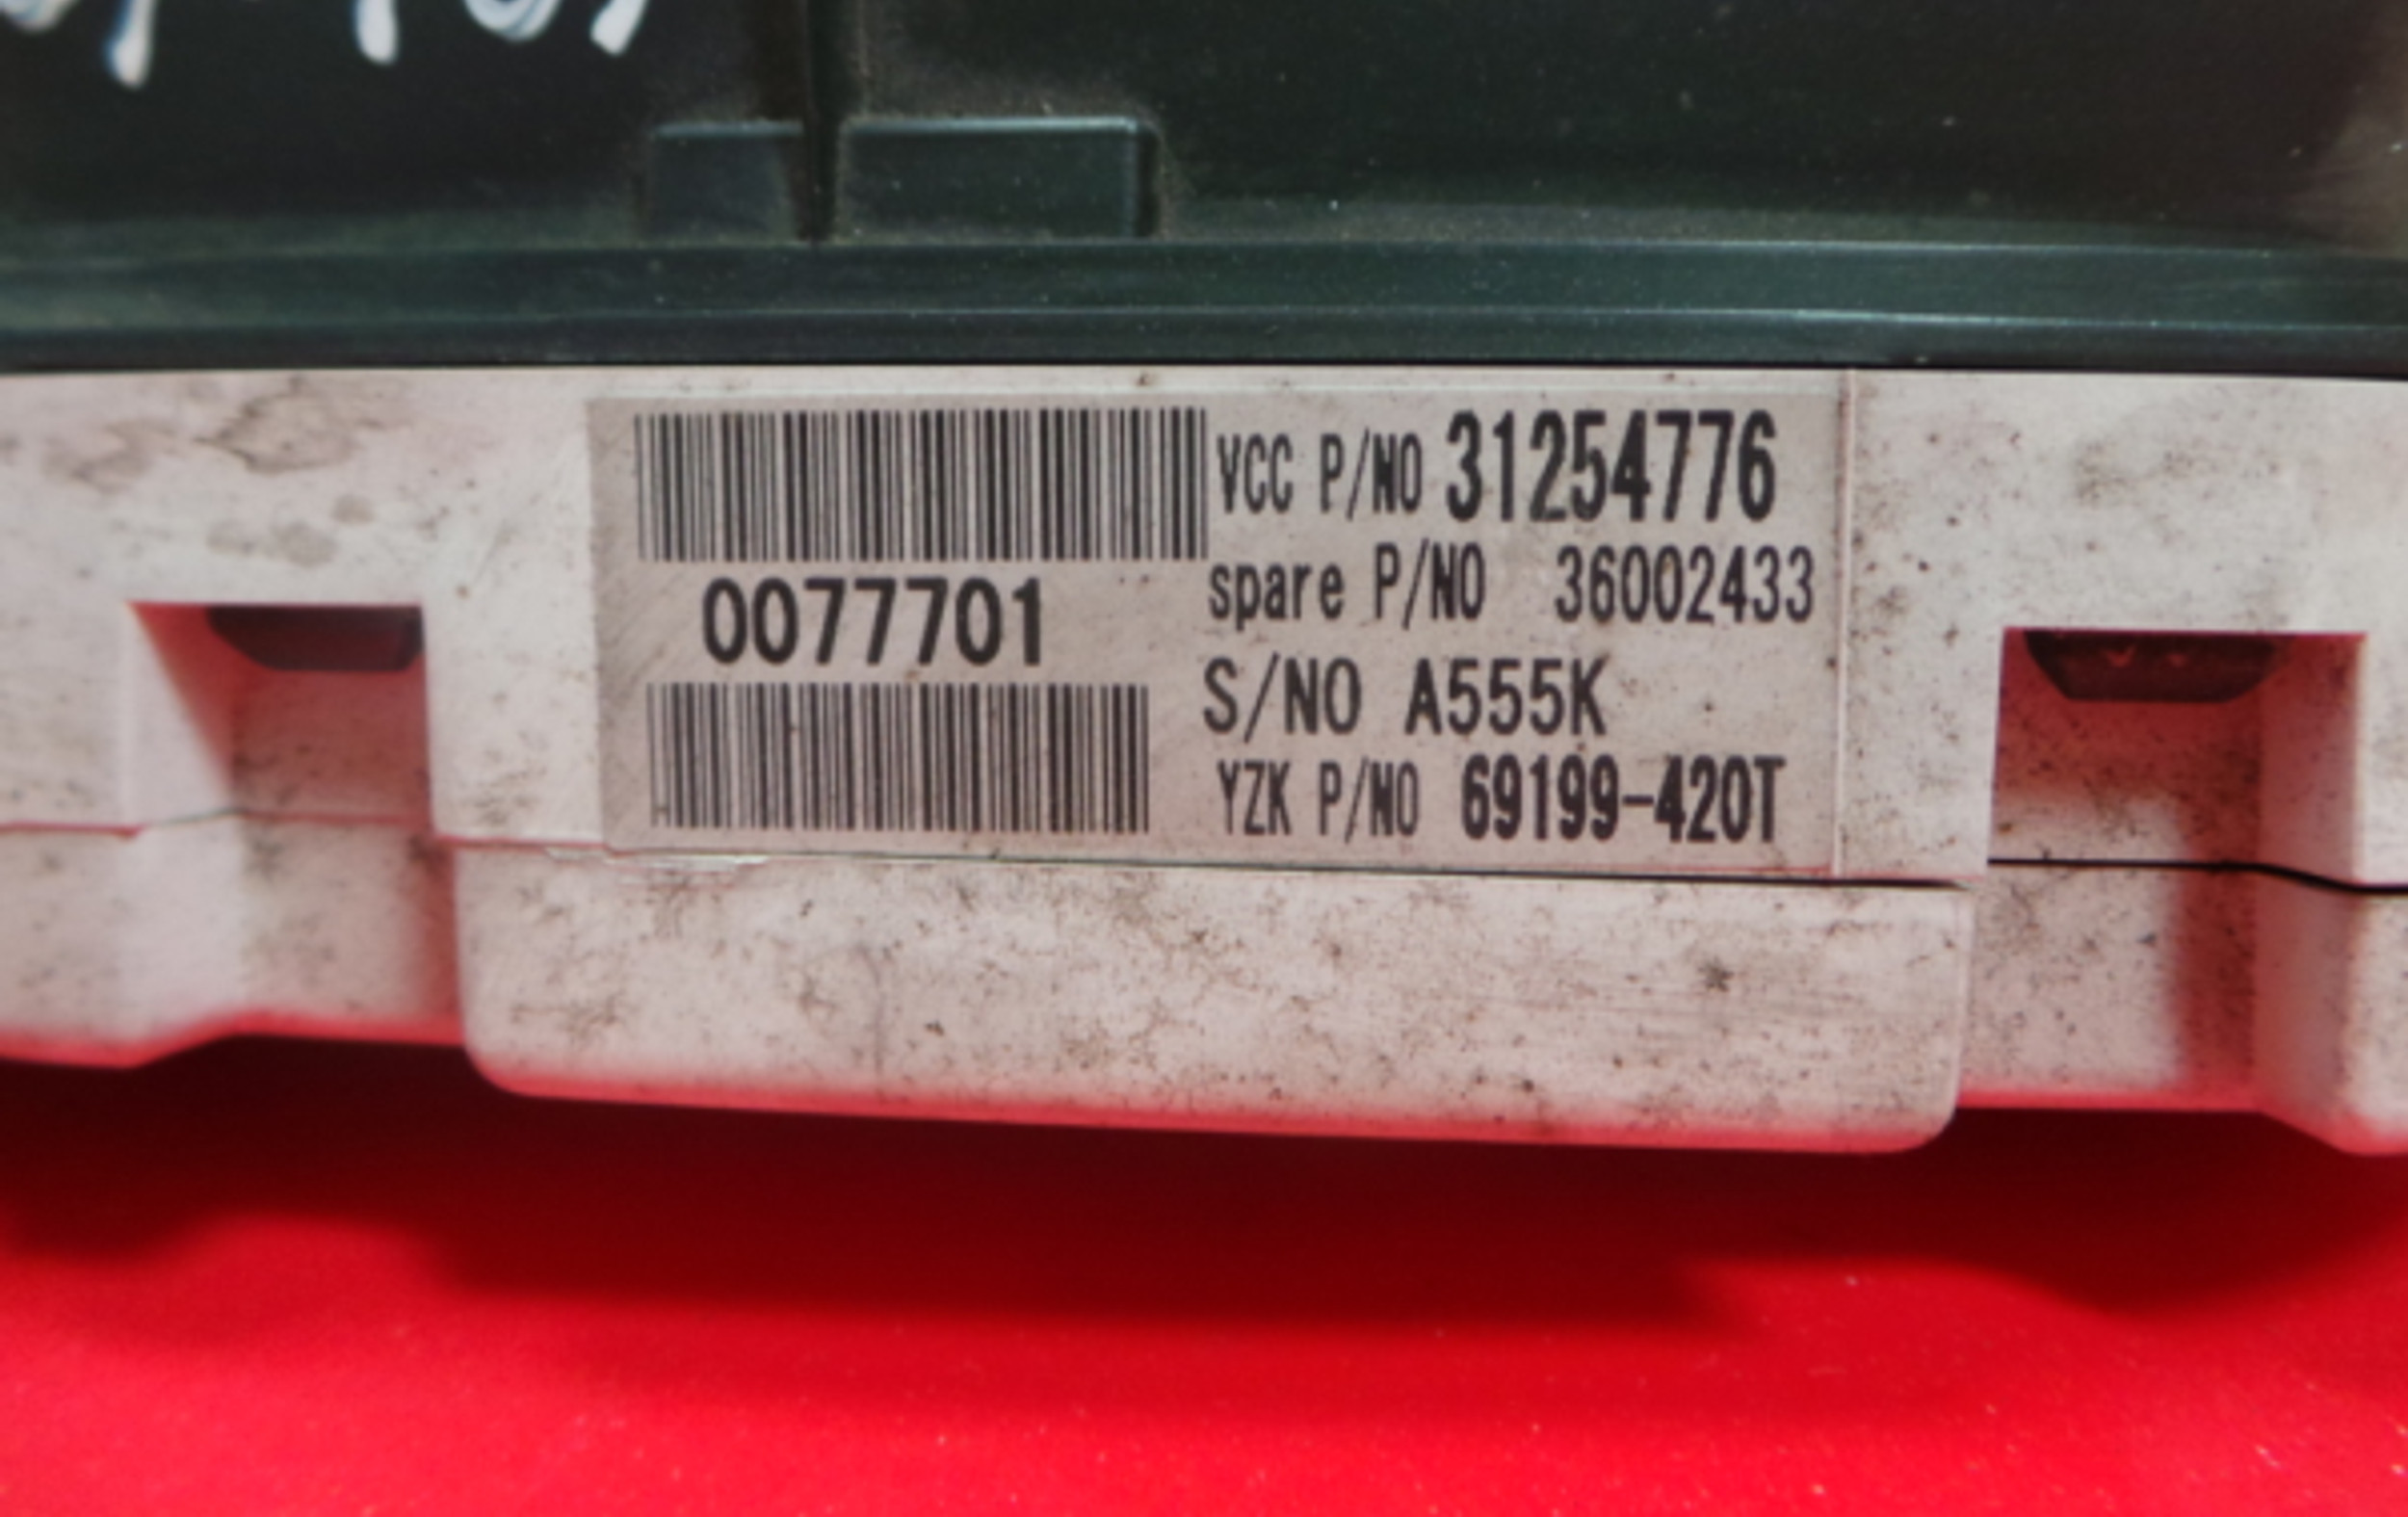 VCC P/NO 31254776
spare P/NO 36002433
0077701
S/NO A555K
YZK P/NO 69199-420T